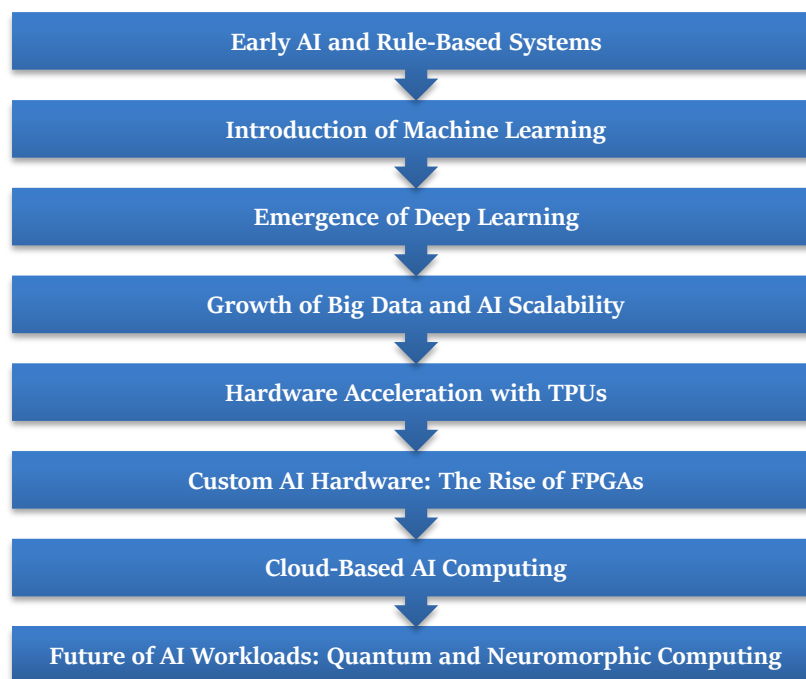 Early AI and Rule-Based Systems
Introduction of Machine Learning
Emergence of Deep Learning
Growth of Big Data and AI Scalability
Hardware Acceleration with TPUs
Custom AI Hardware: The Rise of FPGAs
Cloud-Based AI Computing
Future of AI Workloads: Quantum and Neuromorphic Computing